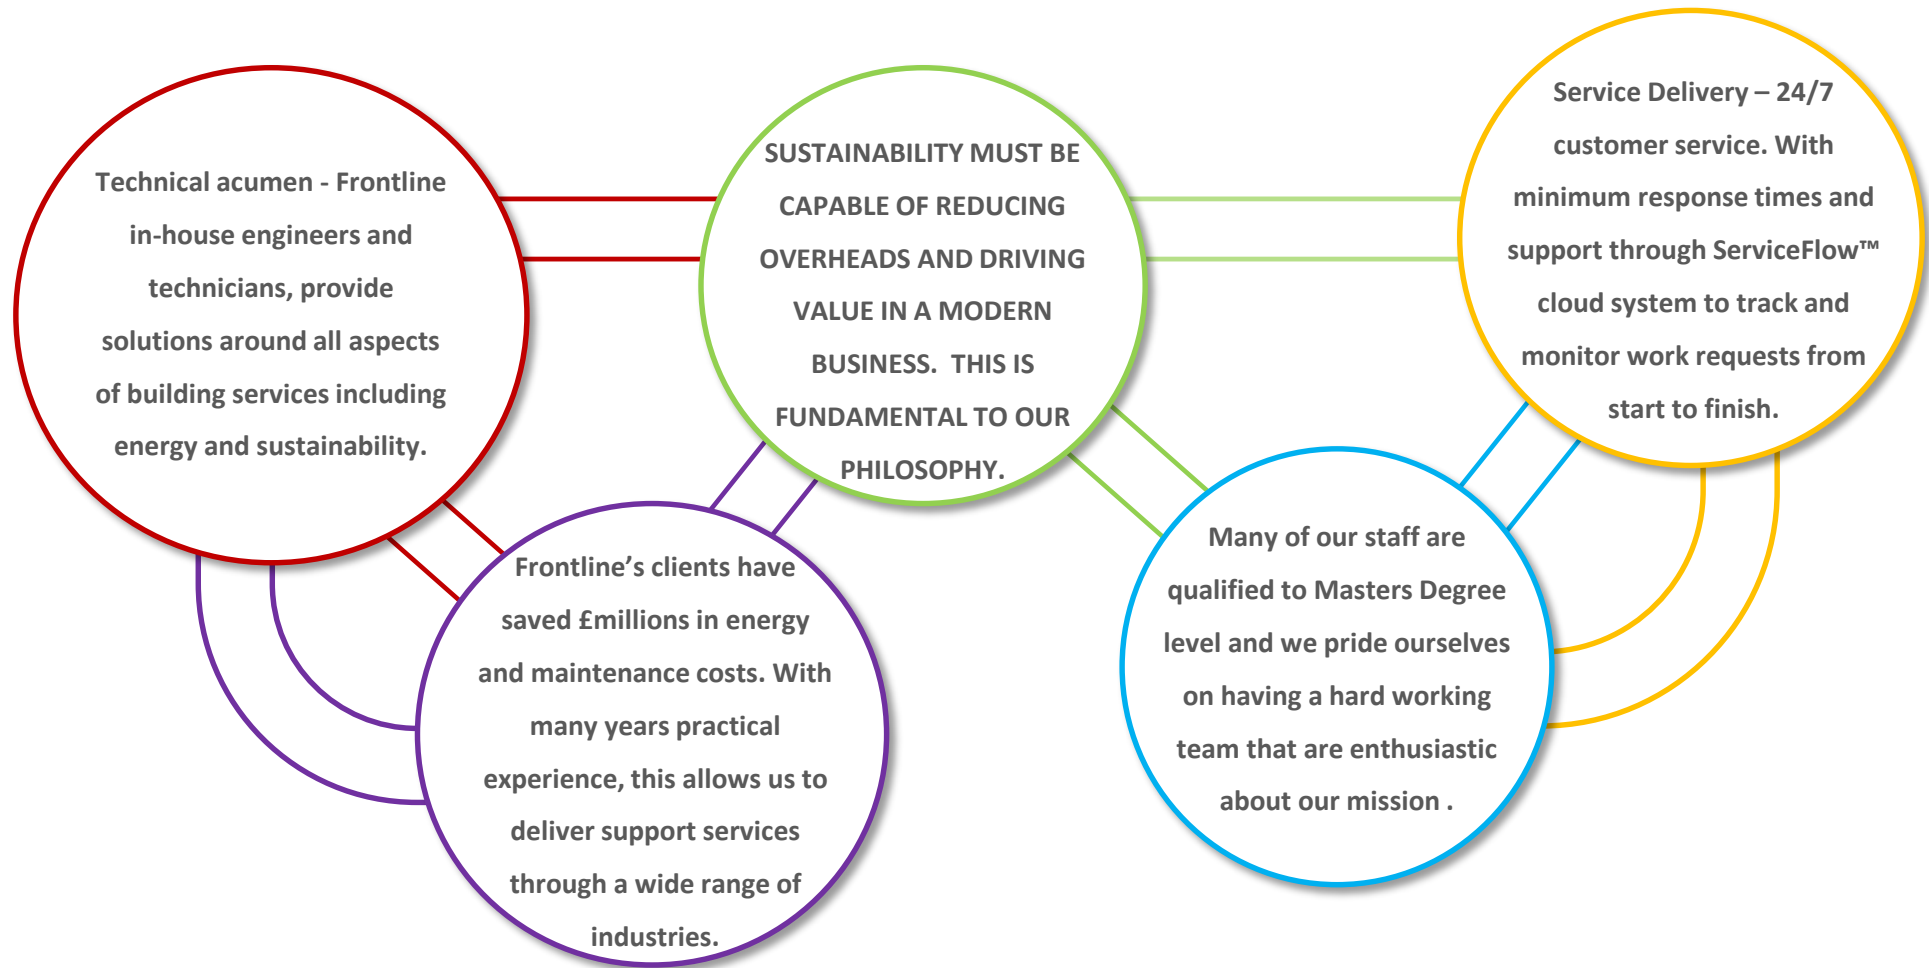 Technical acumen - Frontline
in-house engineers and
technicians, provide
solutions around all aspects
of building services including
energy and sustainability.
SUSTAINABILITY MUST BE
CAPABLE OF REDUCING
OVERHEADS AND DRIVING
VALUE IN A MODERN
BUSINESS.  THIS IS
FUNDAMENTAL TO OUR
PHILOSOPHY.
Service Delivery – 24/7
customer service. With
minimum response times and
support through ServiceFlow™
cloud system to track and
monitor work requests from
start to finish.
Frontline’s clients have
saved £millions in energy
and maintenance costs. With
many years practical
experience, this allows us to
deliver support services
through a wide range of
industries.
Many of our staff are
qualified to Masters Degree
level and we pride ourselves
on having a hard working
team that are enthusiastic
about our mission .